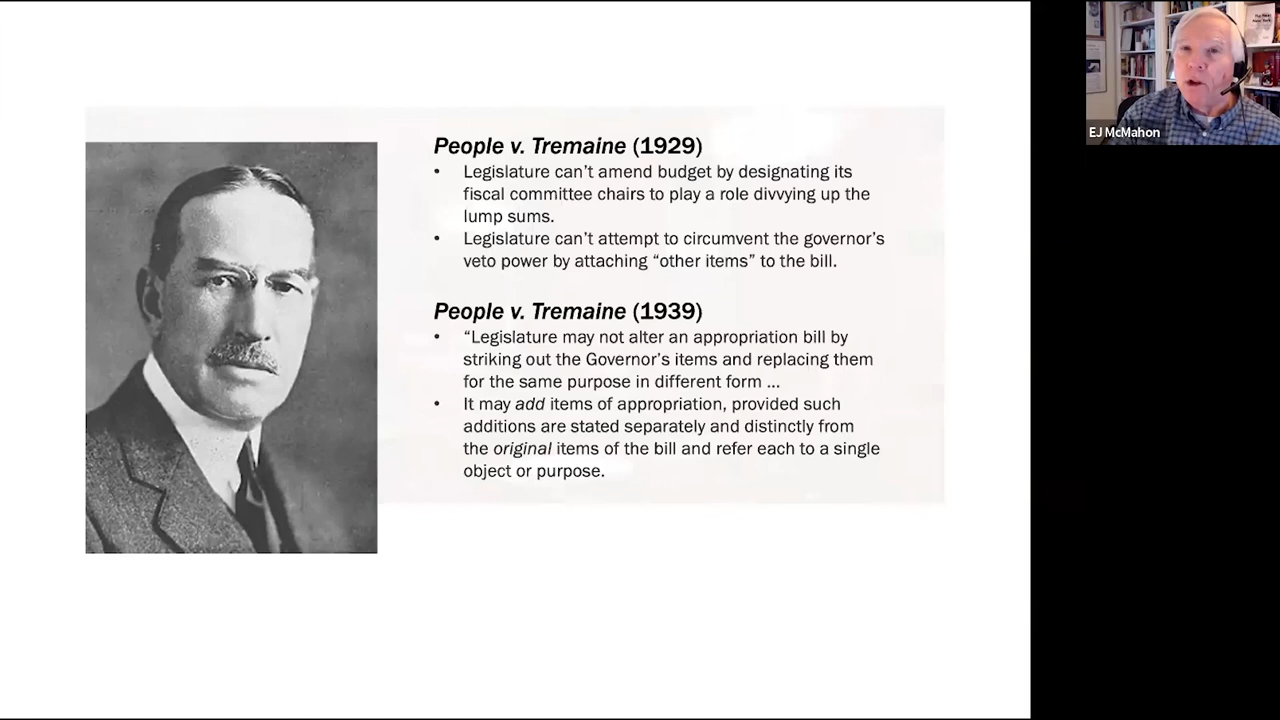 People v. Tremaine (1929)
• Legislature can’t amend budget by designating its
fiscal committee chairs to play a role divvying up the
lump sums.
• Legislature can’t attempt to circumvent the governor’s
veto power by attaching “other items” to the bill.
People v. Tremaine (1939)
• “Legislature may not alter an appropriation bill by
striking out the Governor’s items and replacing them
for the same purpose in different form ...
• It may add items of appropriation, provided such
additions are stated separately and distinctly from
the original items of the bill and refer each to a single
object or purpose.
EJ McMahon